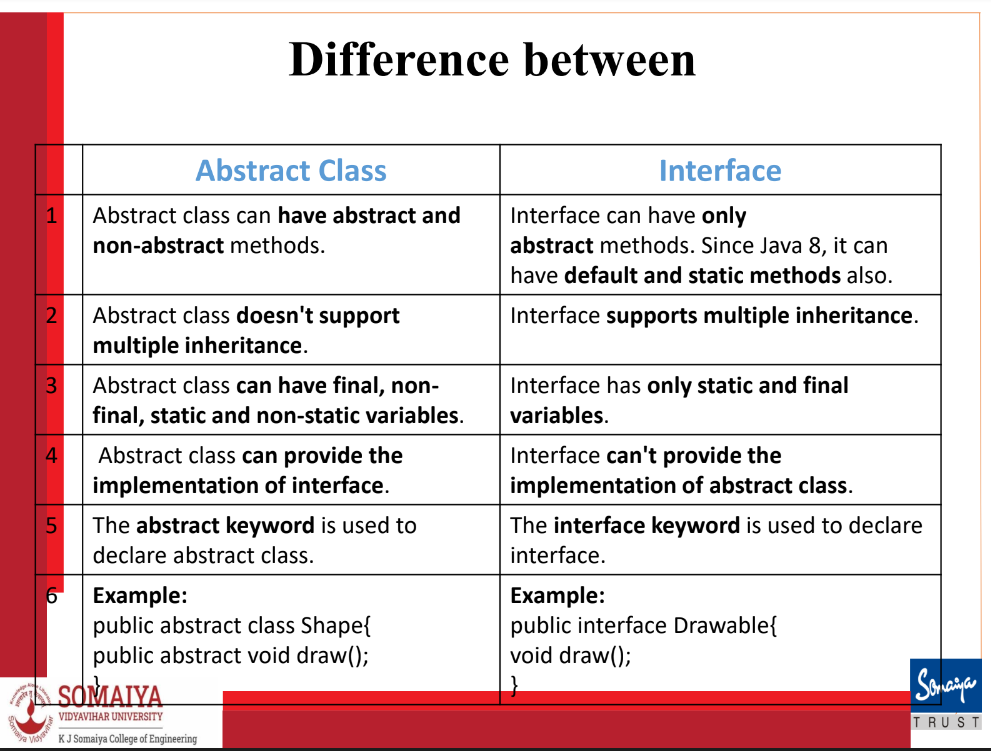 Difference between
Abstract Class
Interface
1
Abstract class can have abstract and
non-abstract methods.
Interface can have only
abstract methods. Since Java 8, it can
have default and static methods also.
2
Abstract class doesn't support
multiple inheritance.
Interface supports multiple inheritance.
3
Abstract class can have final, non-
final, static and non-static variables.
Interface has only static and final
variables.
4
Abstract class can provide the
implementation of interface.
Interface can't provide the
implementation of abstract class.
5
The abstract keyword is used to
declare abstract class.
The interface keyword is used to declare
interface.
6
Example:
public abstract class Shape{
public abstract void draw();
}
Example:
public interface Drawable{
void draw();
}
SOMAIYA
VIDYAVIHAR UNIVERSITY
K J Somaiya College of Engineering
Somaiya
TRUST